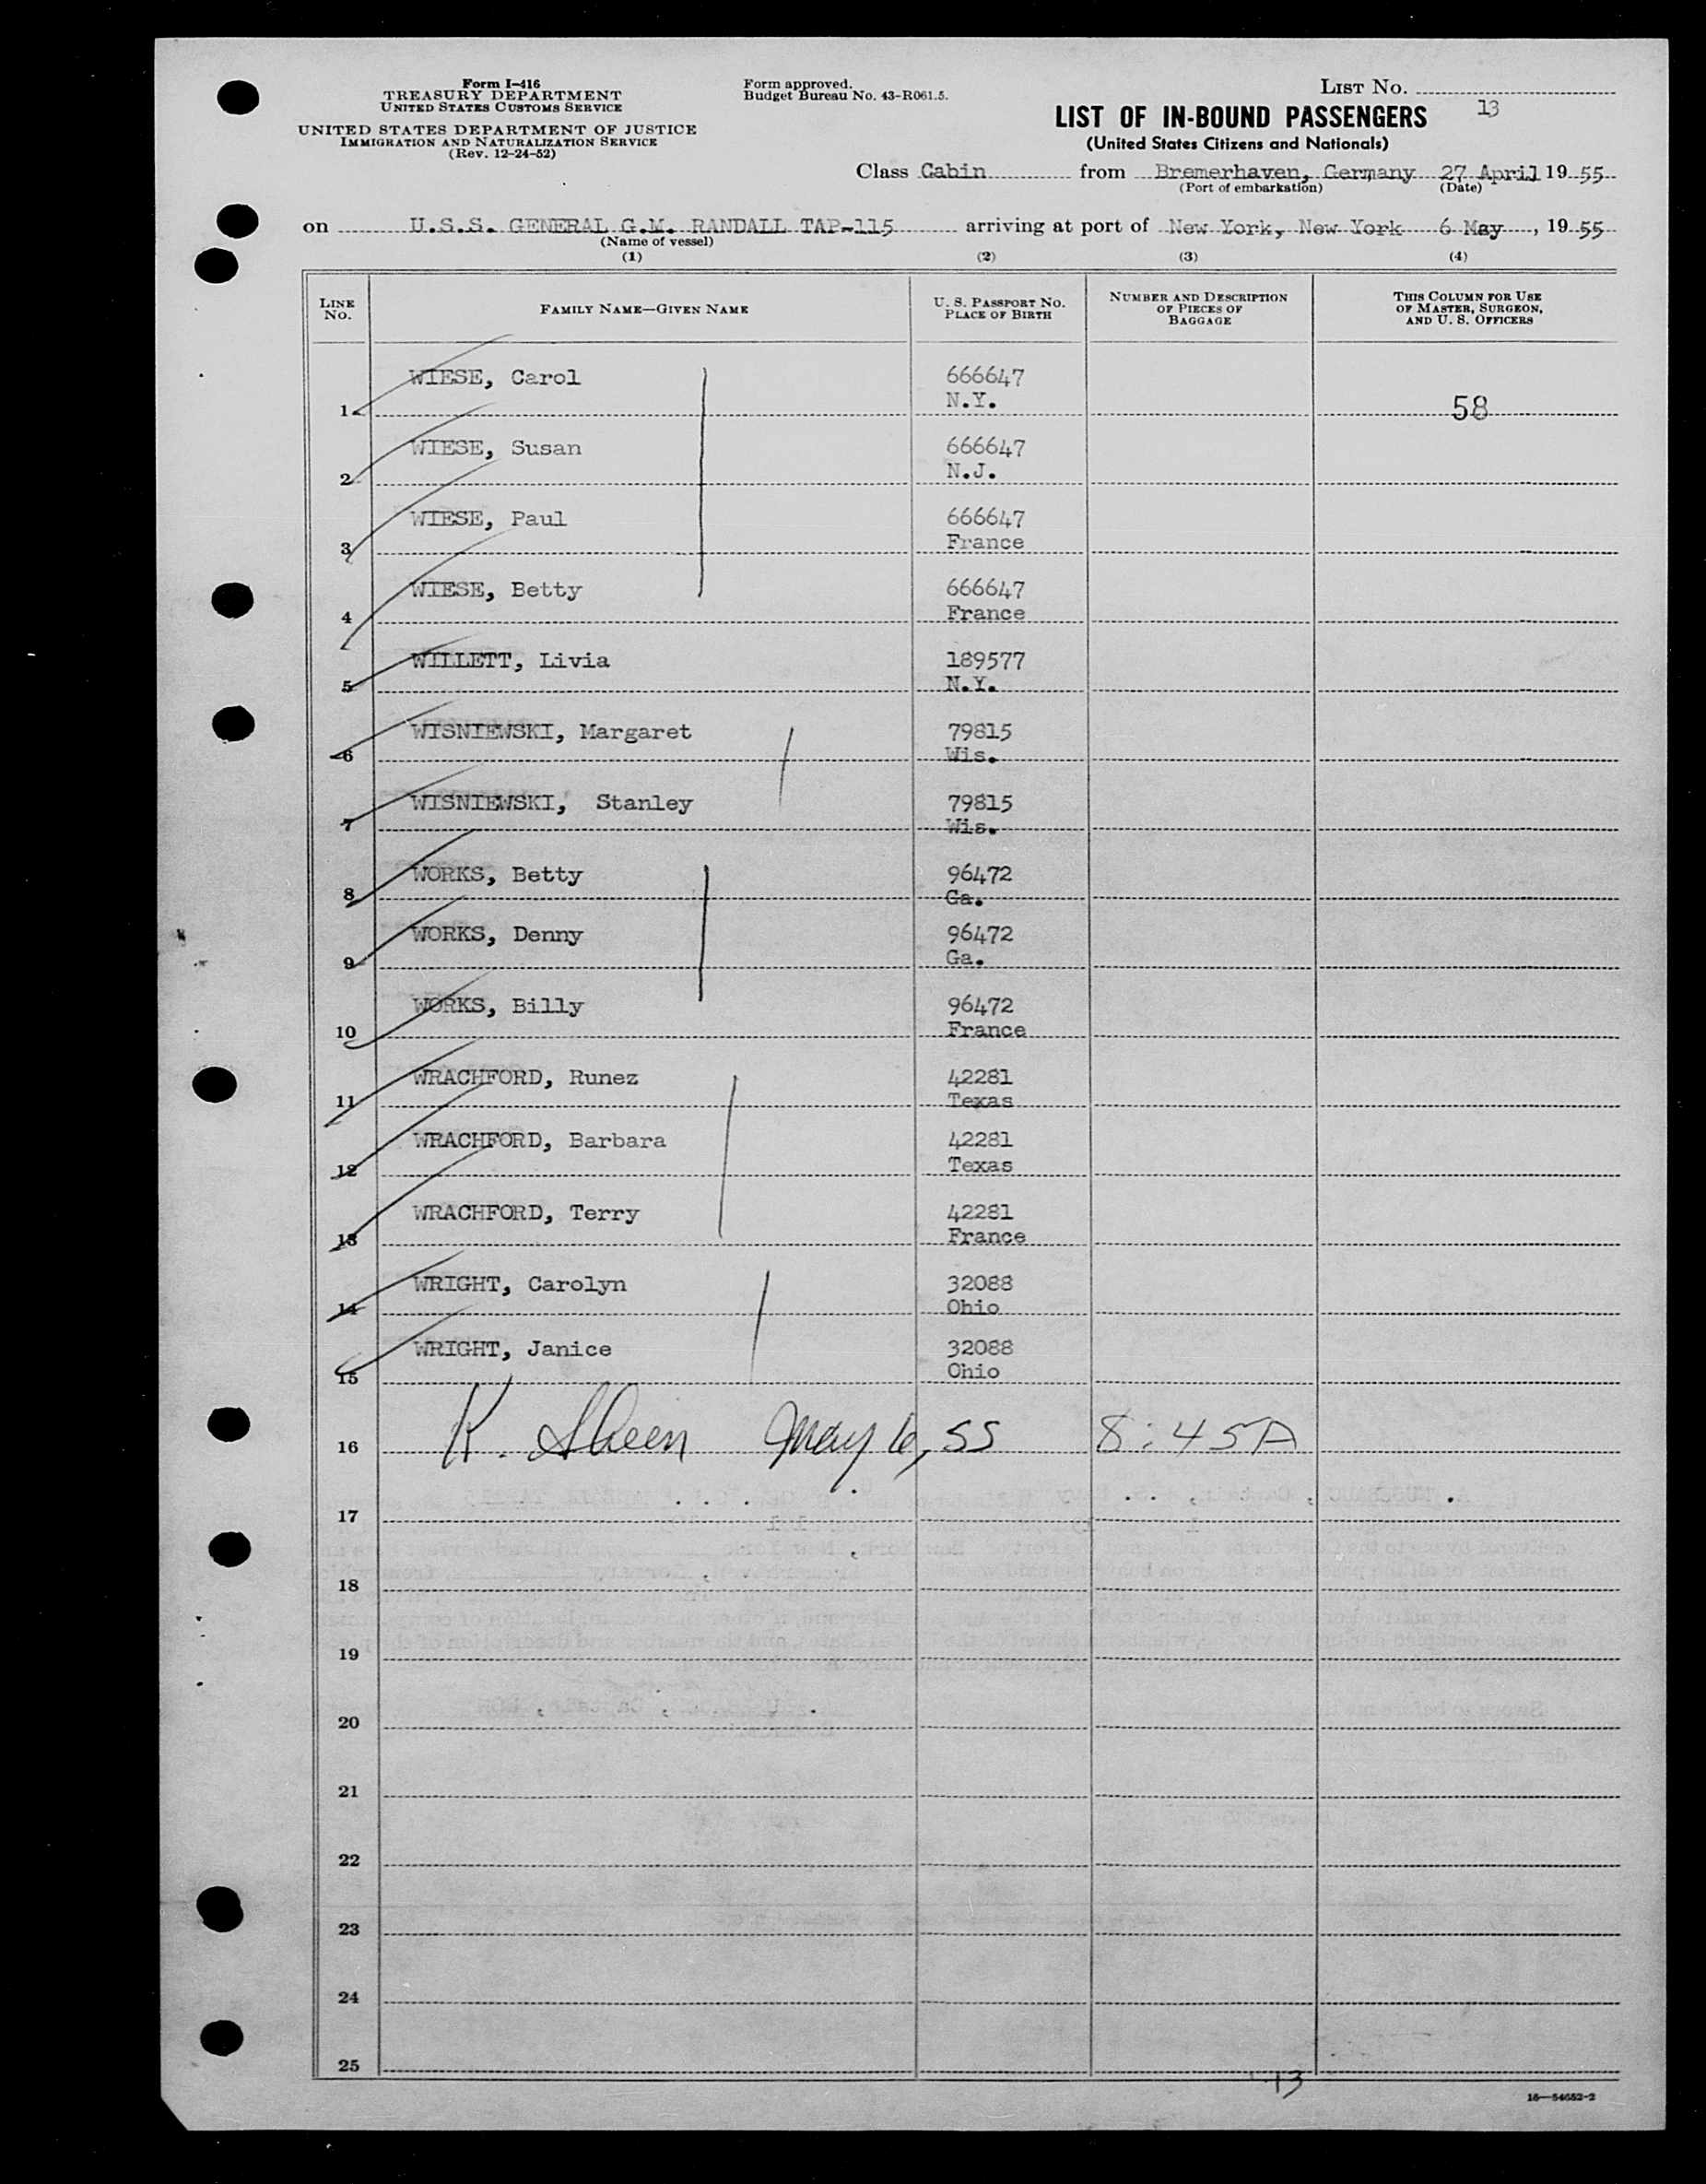 Form I-416
TREASURY DEPARTMENT
UNITED STATES CUSTOMS SERVICE
UNITED STATES DEPARTMENT OF JUSTICE
IMMIGRATION AND NATURALIZATION SERVICE
(Rev. 12-24-52)
Form approved.
Budget Bureau No. 43-R061.5.
LIST No.
13
LIST OF IN-BOUND PASSENGERS
(United States Citizens and Nationals)
Class Cabin from Bremerhaven, Germany 27 April 19 55
(Port of embarkation) (Date)
on U.S.S. GENERAL G.M. RANDALL TAP-115 arriving at port of New York, New York 6 May, 19 55
(Name of vessel)
(1) (2) (3) (4)
LINE No. FAMILY NAME—GIVEN NAME U. S. PASSPORT No. PLACE OF BIRTH NUMBER AND DESCRIPTION OF PIECES OF BAGGAGE THIS COLUMN FOR USE OF MASTER, SURGEON, AND U. S. OFFICERS
1 WIESE, Carol 666647 N.Y. 58
2 WIESE, Susan 666647 N.J.
3 WIESE, Paul 666647 France
4 WIESE, Betty 666647 France
5 WILLETT, Livia 189577 N.Y.
6 WISNIEWSKI, Margaret 79815 Wis.
7 WISNIEWSKI, Stanley 79815 Wis.
8 WORKS, Betty 96472 Ga.
9 WORKS, Denny 96472 Ga.
10 WORKS, Billy 96472 France
11 WRACHFORD, Runez 42281 Texas
12 WRACHFORD, Barbara 42281 Texas
13 WRACHFORD, Terry 42281 France
14 WRIGHT, Carolyn 32088 Ohio
15 WRIGHT, Janice 32088 Ohio
16 K. Sheen May 6, 55 8:45A
17
18
19
20
21
22
23
24
25
13
16—54652-2